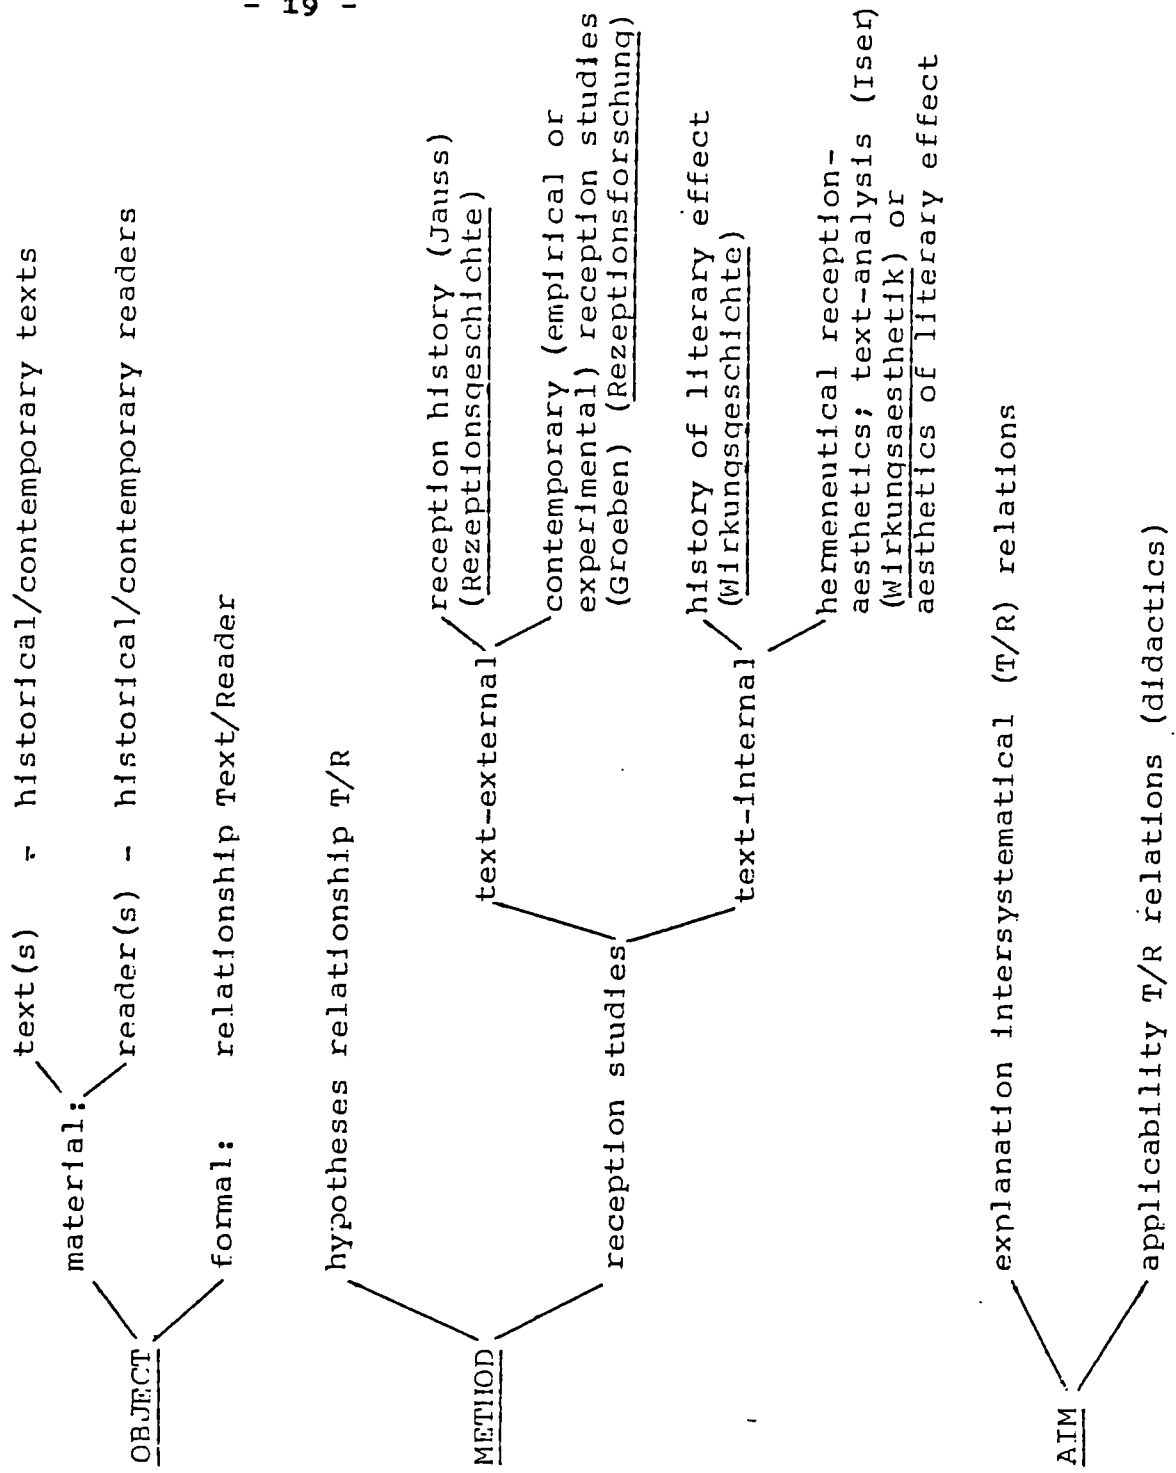 - 19 -
OBJECT
material:
text(s) - historical/contemporary texts
reader(s) - historical/contemporary readers
formal: relationship Text/Reader
METHOD
hypotheses relationship T/R
reception studies
text-external
reception history (Jauss)
(Rezeptionsgeschichte)
contemporary (empirical or
experimental) reception studies
(Groeben) (Rezeptionsforschung)
text-internal
history of literary effect
(Wirkungsgeschichte)
hermeneutical reception-
aesthetics; text-analysis (Iser)
(Wirkungsaesthetik) or
aesthetics of literary effect
AIM
explanation intersystematical (T/R) relations
applicability T/R relations (didactics)